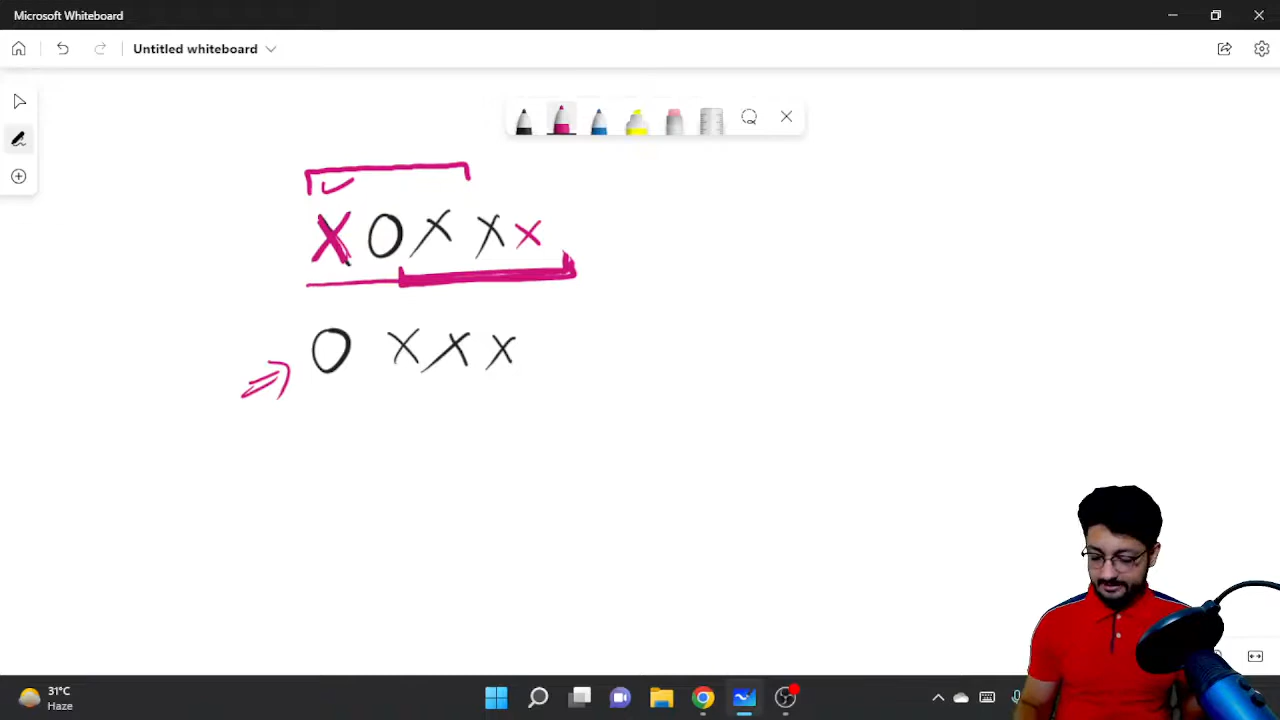 Microsoft Whiteboard
Untitled whiteboard
X O X X X
O X X X
31°C
Haze